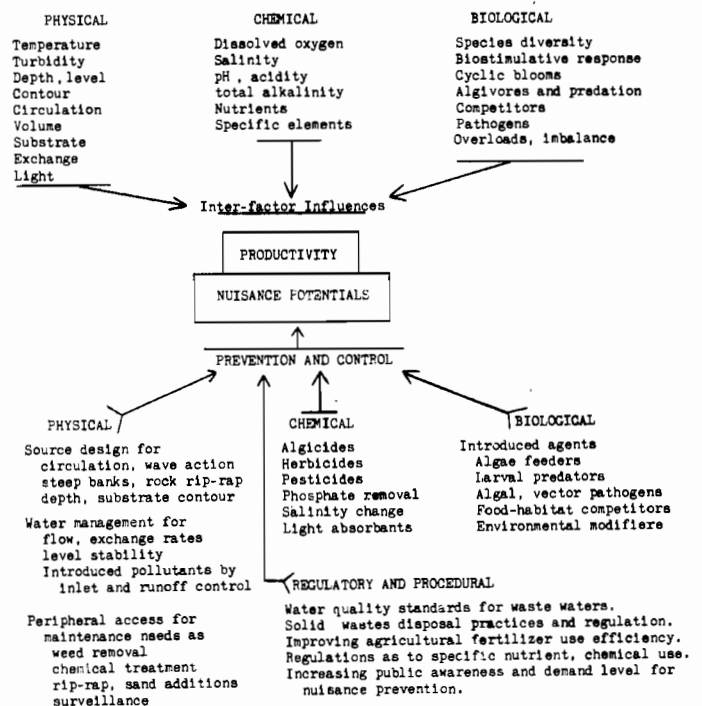 PHYSICAL
Temperature
Turbidity
Depth, level
Contour
Circulation
Volume
Substrate
Exchange
Light
CHEMICAL
Dissolved oxygen
Salinity
pH, acidity
total alkalinity
Nutrients
Specific elements
BIOLOGICAL
Species diversity
Biostimulative response
Cyclic blooms
Algivores and predation
Competitors
Pathogens
Overloads, imbalance
Inter-factor Influences
PRODUCTIVITY
NUISANCE POTENTIALS
PREVENTION AND CONTROL
PHYSICAL
Source design for
circulation, wave action
steep banks, rock rip-rap
depth, substrate contour
Water management for
flow, exchange rates
level stability
Introduced pollutants by
inlet and runoff control
Peripheral access for
maintenance needs as
weed removal
chemical treatment
rip-rap, sand additions
surveillance
CHEMICAL
Algicides
Herbicides
Pesticides
Phosphate removal
Salinity change
Light absorbants
BIOLOGICAL
Introduced agents
Algae feeders
Larval predators
Algal, vector pathogens
Food-habitat competitors
Environmental modifiere
REGULATORY AND PROCEDURAL
Water quality standards for waste waters.
Solid wastes disposal practices and regulation.
Improving agricultural fertilizer use efficiency.
Regulations as to specific nutrient, chemical use.
Increasing public awareness and demand level for
nuisance prevention.